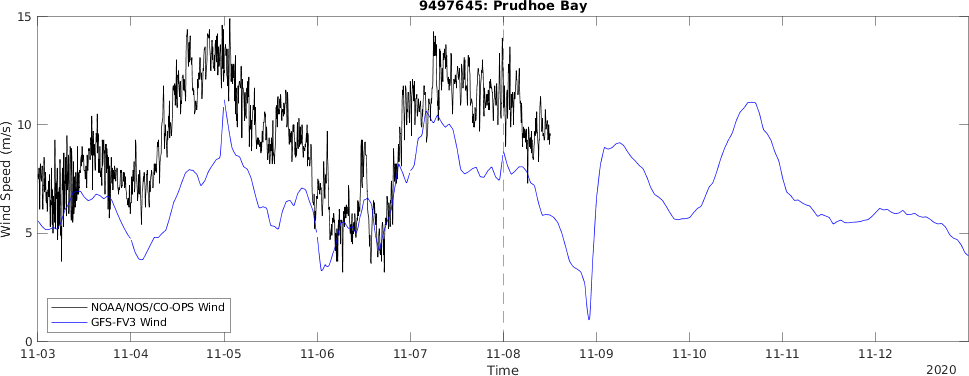 9497645: Prudhoe Bay
Wind Speed (m/s)
15
10
5
0
NOAA/NOS/CO-OPS Wind
GFS-FV3 Wind
11-03 11-04 11-05 11-06 11-07 11-08 11-09 11-10 11-11 11-12
Time
2020